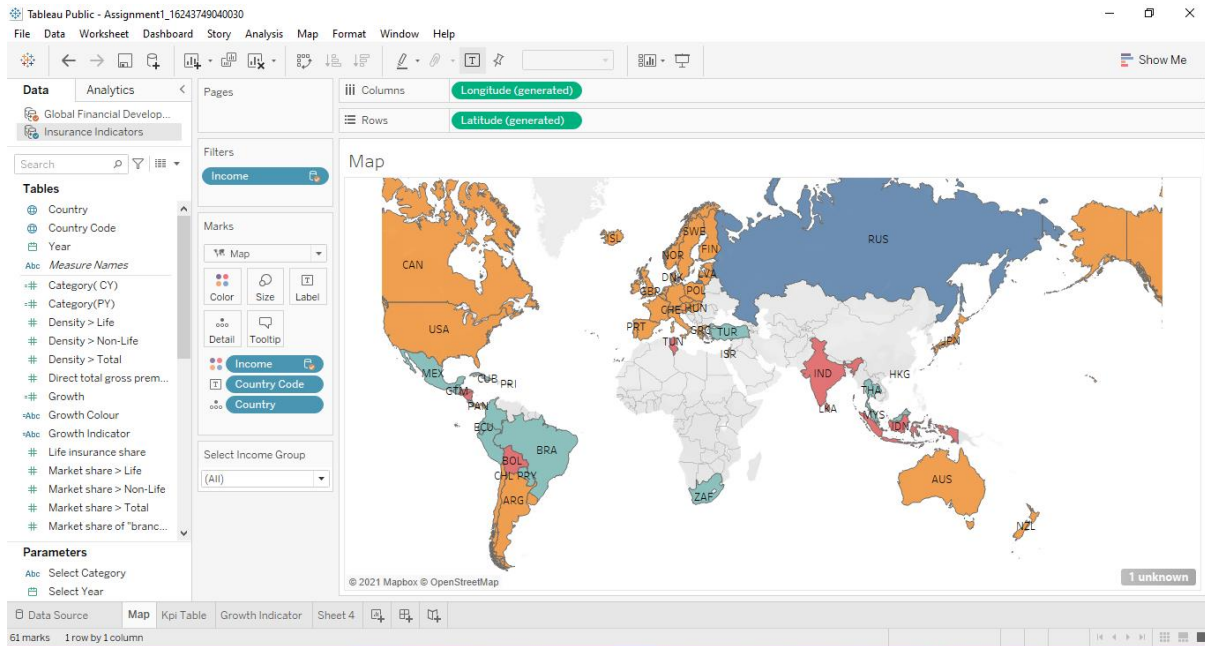 Tableau Public - Assignment1_16243749040030
File Data Worksheet Dashboard Story Analysis Map Format Window Help
Show Me
Data Analytics
Global Financial Develop...
Insurance Indicators
Search
Tables
Country
Country Code
Year
Abc Measure Names
Category( CY)
Category(PY)
Density > Life
Density > Non-Life
Density > Total
Direct total gross prem...
Growth
Abc Growth Colour
Abc Growth Indicator
Life insurance share
Market share > Life
Market share > Non-Life
Market share > Total
Market share of "branc...
Parameters
Abc Select Category
Select Year
Pages
Filters
Income
Marks
Map
Color Size Label
Detail Tooltip
Income
Country Code
Country
Select Income Group
(All)
Columns Longitude (generated)
Rows Latitude (generated)
Map
CAN
USA
MEX
CUB PRI
GTM
PAN
ECU
BRA
BOL
CHL PRY
ARG
ISL
SWE
NOR FIN
DNK LVA
GBR POL
CHE HUN
PRT GRC TUR
TUN
ISR
RUS
JPN
IND
HKG
THA
LKA
MYS
IDN
ZAF
AUS
NZL
© 2021 Mapbox © OpenStreetMap
1 unknown
Data Source Map Kpi Table Growth Indicator Sheet 4
61 marks 1 row by 1 column